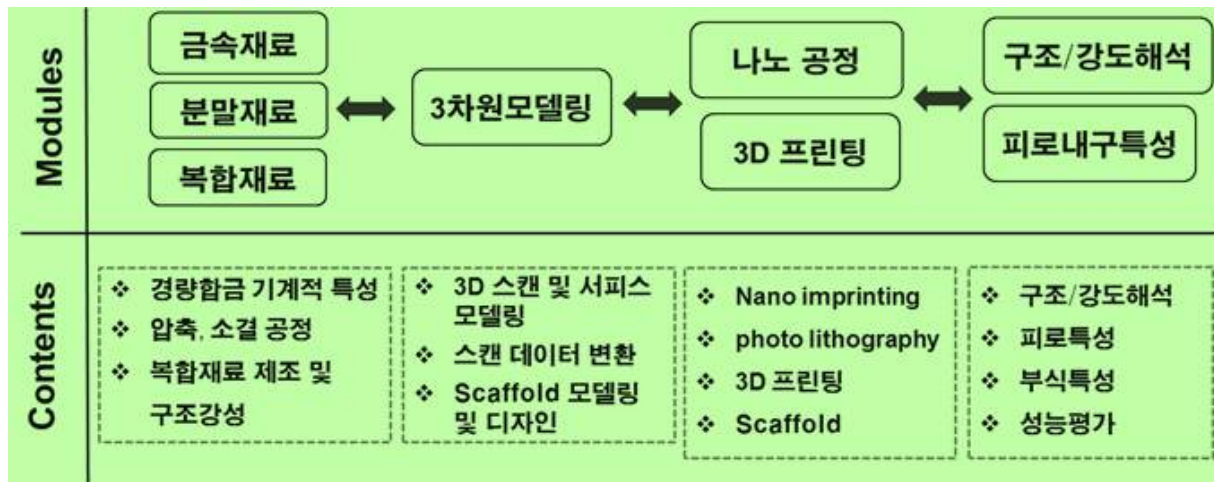 Modules
금속재료
분말재료
복합재료
3차원모델링
나노 공정
3D 프린팅
구조/강도해석
피로내구특성
Contents
❖ 경량합금 기계적 특성
❖ 압축, 소결 공정
❖ 복합재료 제조 및
구조강성
❖ 3D 스캔 및 서피스
모델링
❖ 스캔 데이터 변환
❖ Scaffold 모델링
및 디자인
❖ Nano imprinting
❖ photo lithography
❖ 3D 프린팅
❖ Scaffold
❖ 구조/강도해석
❖ 피로특성
❖ 부식특성
❖ 성능평가